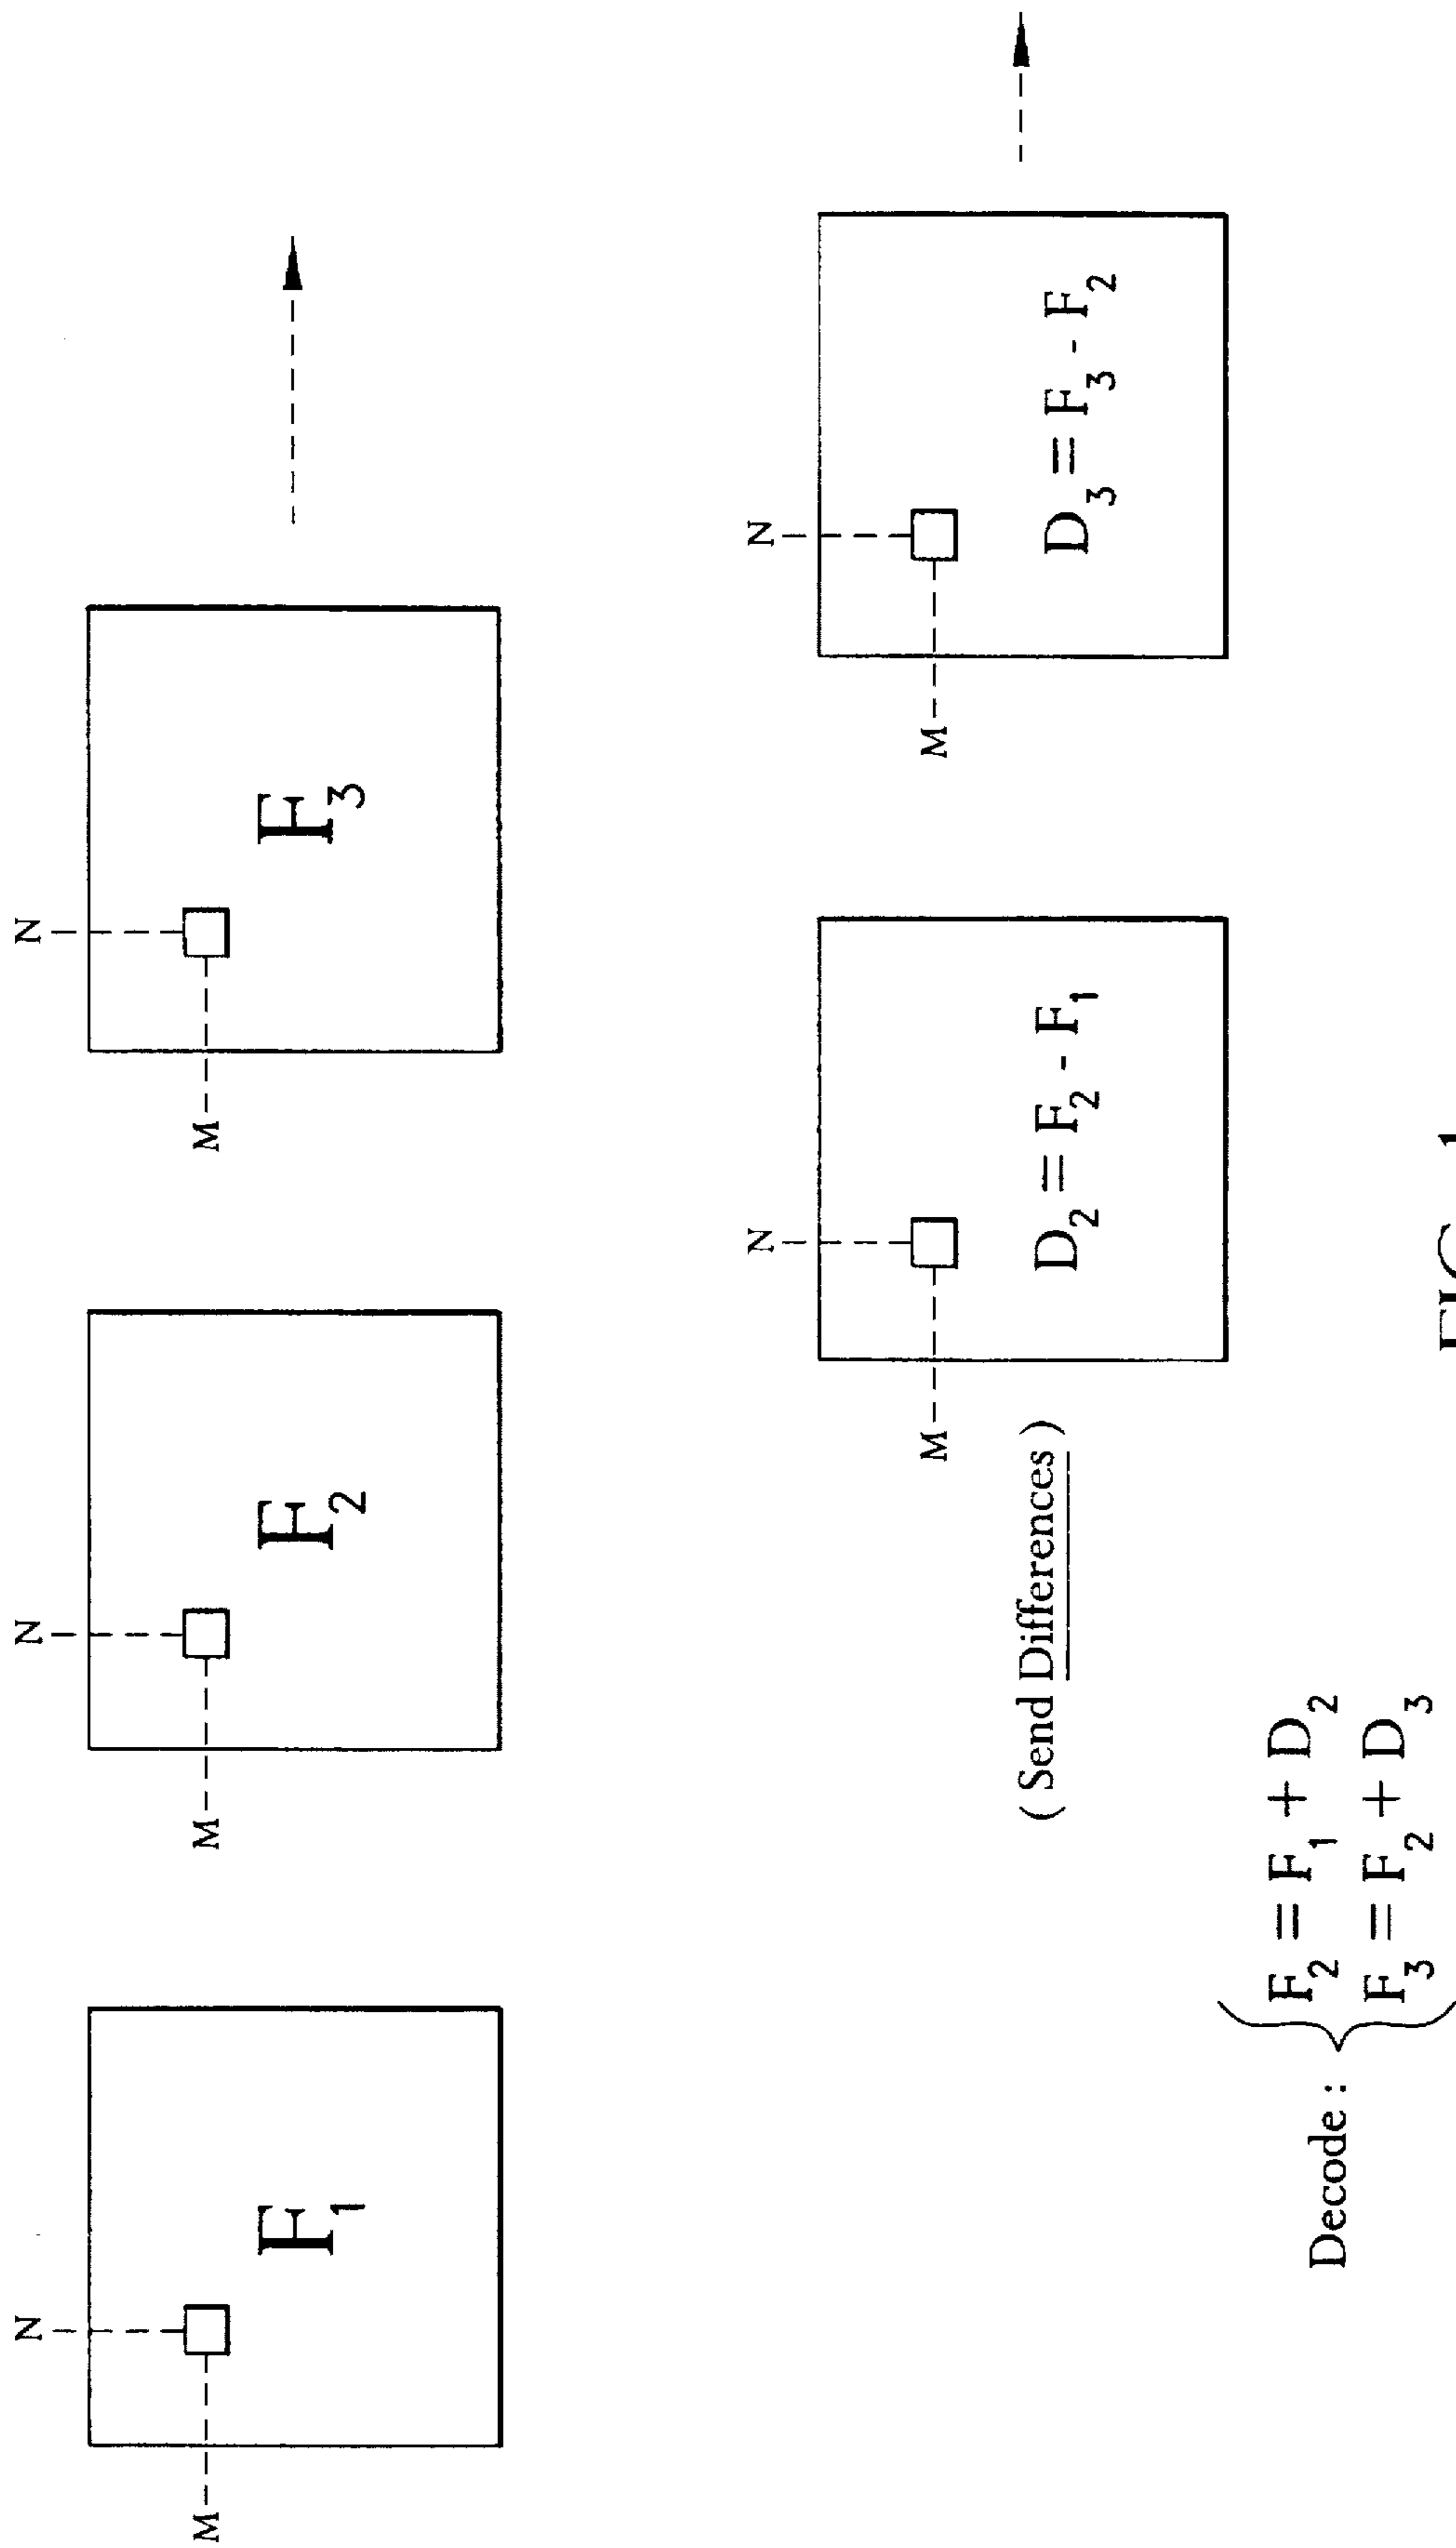 N
N
N
M
F₁
M
F₂
M
F₃
N
N
M
D₂ = F₂ - F₁
M
D₃ = F₃ - F₂
( Send Differences )
Decode :
F₂ = F₁ + D₂
F₃ = F₂ + D₃